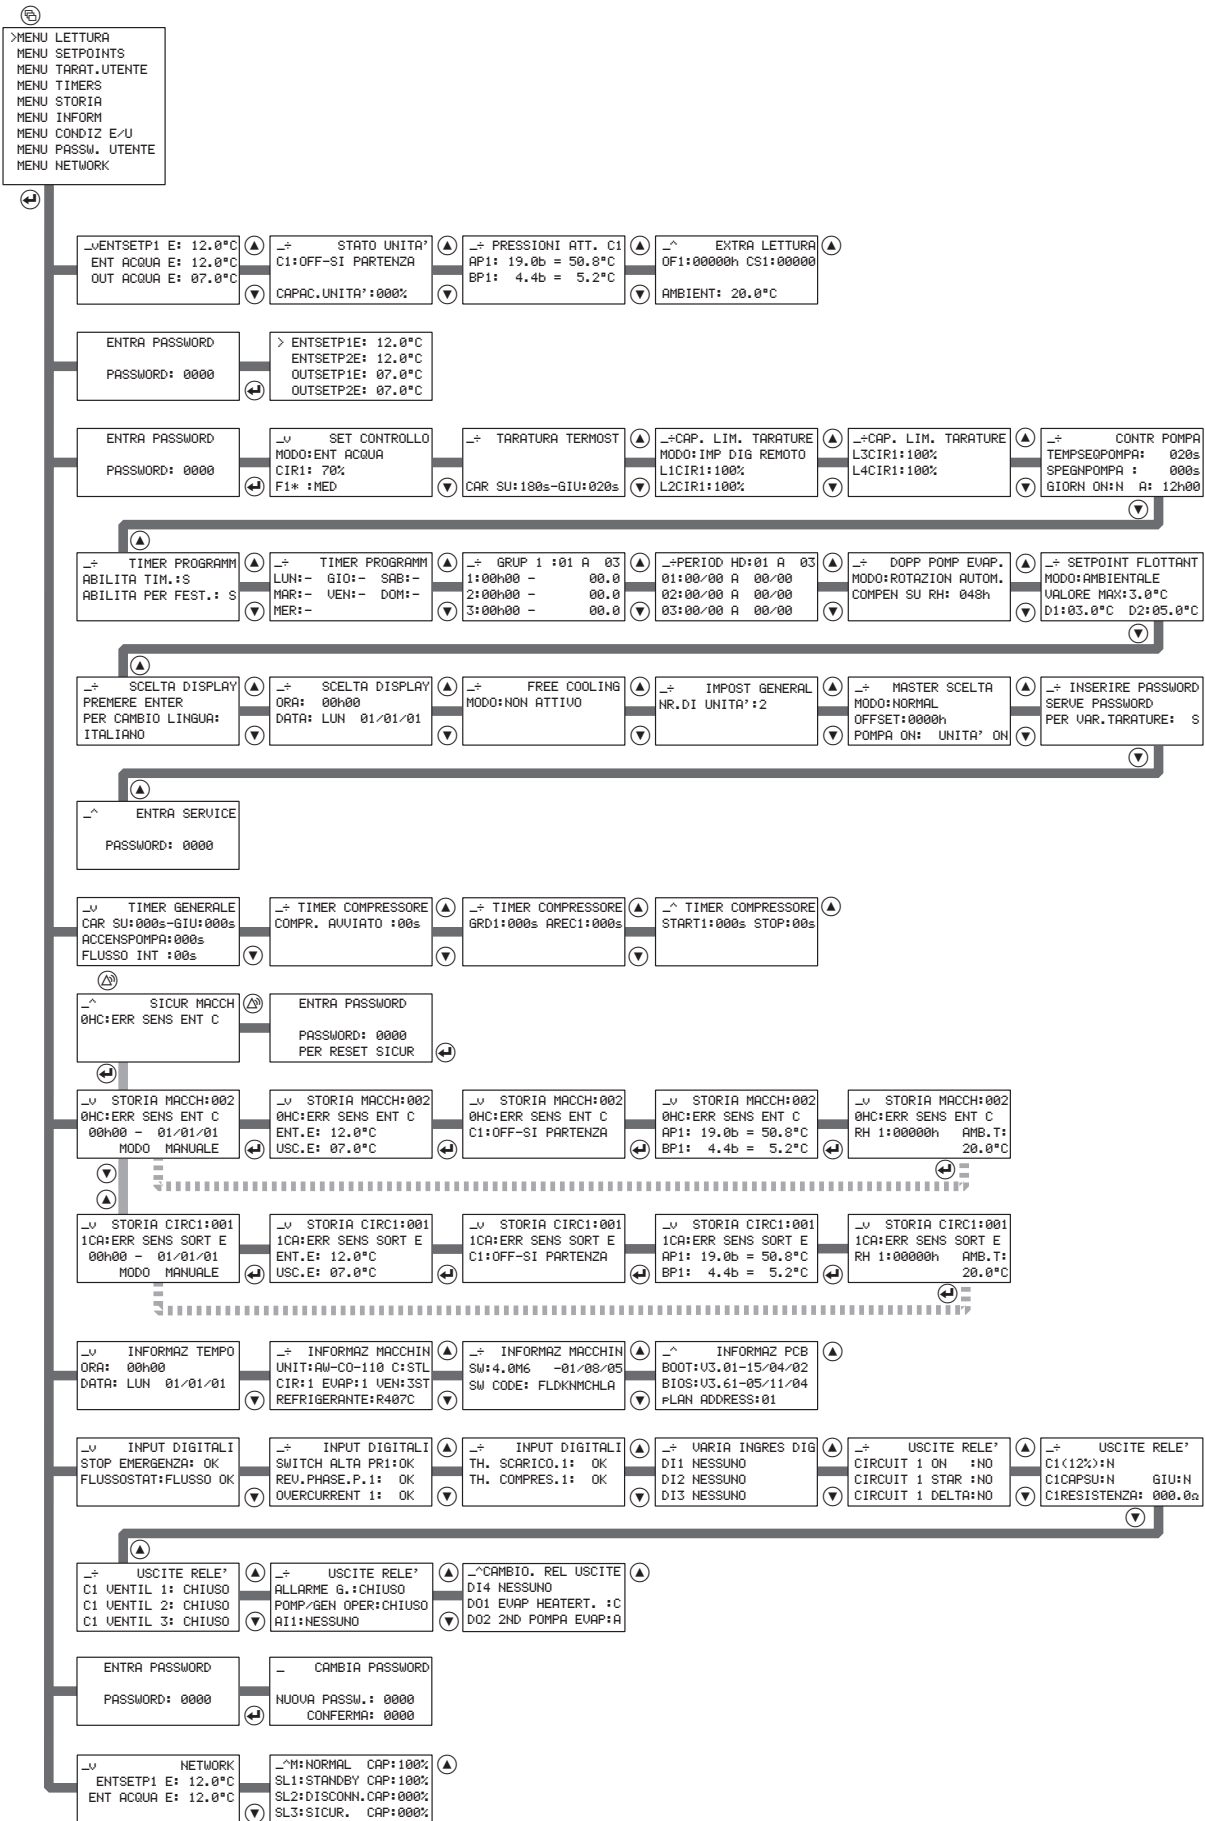 >MENU LETTURA
MENU SETPOINTS
MENU TARAT.UTENTE
MENU TIMERS
MENU STORIA
MENU INFORM
MENU CONDIZ E/U
MENU PASSW. UTENTE
MENU NETWORK
_vENTSETP1 E: 12.0°C
ENT ACQUA E: 12.0°C
OUT ACQUA E: 07.0°C
_÷ STATO UNITA'
C1:OFF-SI PARTENZA
CAPAC.UNITA':000%
_÷ PRESSIONI ATT. C1
AP1: 19.0b = 50.8°C
BP1: 4.4b = 5.2°C
_^ EXTRA LETTURA
OF1:00000h CS1:00000
AMBIENT: 20.0°C
ENTRA PASSWORD
PASSWORD: 0000
> ENTSETP1E: 12.0°C
ENTSETP2E: 12.0°C
OUTSETP1E: 07.0°C
OUTSETP2E: 07.0°C
ENTRA PASSWORD
PASSWORD: 0000
_v SET CONTROLLO
MODO:ENT ACQUA
CIR1: 70%
F1* :MED
_÷ TARATURA TERMOST
CAR SU:180s-GIU:020s
_÷CAP. LIM. TARATURE
MODO:IMP DIG REMOTO
L1CIR1:100%
L2CIR1:100%
_÷CAP. LIM. TARATURE
L3CIR1:100%
L4CIR1:100%
_÷ CONTR POMPA
TEMPSEQPOMPA: 020s
SPEGNPOMPA : 000s
GIORN ON:N A: 12h00
_÷ TIMER PROGRAMM
ABILITA TIM.:S
ABILITA PER FEST.: S
_÷ TIMER PROGRAMM
LUN:- GIO:- SAB:-
MAR:- VEN:- DOM:-
MER:-
_÷ GRUP 1 :01 A 03
1:00h00 - 00.0
2:00h00 - 00.0
3:00h00 - 00.0
_÷PERIOD HD:01 A 03
01:00/00 A 00/00
02:00/00 A 00/00
03:00/00 A 00/00
_÷ DOPP POMP EVAP.
MODO:ROTAZION AUTOM.
COMPEN SU RH: 048h
_÷ SETPOINT FLOTTANT
MODO:AMBIENTALE
VALORE MAX:3.0°C
D1:03.0°C D2:05.0°C
_÷ SCELTA DISPLAY
PREMERE ENTER
PER CAMBIO LINGUA:
ITALIANO
_÷ SCELTA DISPLAY
ORA: 00h00
DATA: LUN 01/01/01
_÷ FREE COOLING
MODO:NON ATTIVO
_÷ IMPOST GENERAL
NR.DI UNITA':2
_÷ MASTER SCELTA
MODO:NORMAL
OFFSET:0000h
POMPA ON: UNITA' ON
_÷ INSERIRE PASSWORD
SERVE PASSWORD
PER VAR.TARATURE: S
_^ ENTRA SERVICE
PASSWORD: 0000
_v TIMER GENERALE
CAR SU:000s-GIU:000s
ACCENSPOMPA:000s
FLUSSO INT :00s
_÷ TIMER COMPRESSORE
COMPR. AVVIATO :00s
_÷ TIMER COMPRESSORE
GRD1:000s AREC1:000s
_^ TIMER COMPRESSORE
START1:000s STOP:00s
_^ SICUR MACCH
0HC:ERR SENS ENT C
ENTRA PASSWORD
PASSWORD: 0000
PER RESET SICUR
_v STORIA MACCH:002
0HC:ERR SENS ENT C
00h00 - 01/01/01
MODO MANUALE
_v STORIA MACCH:002
0HC:ERR SENS ENT C
ENT.E: 12.0°C
USC.E: 07.0°C
_v STORIA MACCH:002
0HC:ERR SENS ENT C
C1:OFF-SI PARTENZA
_v STORIA MACCH:002
0HC:ERR SENS ENT C
AP1: 19.0b = 50.8°C
BP1: 4.4b = 5.2°C
_v STORIA MACCH:002
0HC:ERR SENS ENT C
RH 1:00000h AMB.T:
20.0°C
_v STORIA CIRC1:001
1CA:ERR SENS SORT E
00h00 - 01/01/01
MODO MANUALE
_v STORIA CIRC1:001
1CA:ERR SENS SORT E
ENT.E: 12.0°C
USC.E: 07.0°C
_v STORIA CIRC1:001
1CA:ERR SENS SORT E
C1:OFF-SI PARTENZA
_v STORIA CIRC1:001
1CA:ERR SENS SORT E
AP1: 19.0b = 50.8°C
BP1: 4.4b = 5.2°C
_v STORIA CIRC1:001
1CA:ERR SENS SORT E
RH 1:00000h AMB.T:
20.0°C
_v INFORMAZ TEMPO
ORA: 00h00
DATA: LUN 01/01/01
_÷ INFORMAZ MACCHIN
UNIT:AW-CO-110 C:STL
CIR:1 EVAP:1 VEN:3ST
REFRIGERANTE:R407C
_÷ INFORMAZ MACCHIN
SW:4.0M6 -01/08/05
SW CODE: FLDKNMCHLA
_^ INFORMAZ PCB
BOOT:V3.01-15/04/02
BIOS:V3.61-05/11/04
pLAN ADDRESS:01
_v INPUT DIGITALI
STOP EMERGENZA: OK
FLUSSOSTAT:FLUSSO OK
_÷ INPUT DIGITALI
SWITCH ALTA PR1:OK
REV.PHASE.P.1: OK
OVERCURRENT 1: OK
_÷ INPUT DIGITALI
TH. SCARICO.1: OK
TH. COMPRES.1: OK
_÷ VARIA INGRES DIG
DI1 NESSUNO
DI2 NESSUNO
DI3 NESSUNO
_÷ USCITE RELE'
CIRCUIT 1 ON :NO
CIRCUIT 1 STAR :NO
CIRCUIT 1 DELTA:NO
_÷ USCITE RELE'
C1(12%):N
C1CAPSU:N GIU:N
C1RESISTENZA: 000.0Ω
_÷ USCITE RELE'
C1 VENTIL 1: CHIUSO
C1 VENTIL 2: CHIUSO
C1 VENTIL 3: CHIUSO
_÷ USCITE RELE'
ALLARME G.:CHIUSO
POMP/GEN OPER:CHIUSO
AI1:NESSUNO
_^CAMBIO. REL USCITE
DI4 NESSUNO
DO1 EVAP HEATERT. :C
DO2 2ND POMPA EVAP:A
ENTRA PASSWORD
PASSWORD: 0000
_ CAMBIA PASSWORD
NUOVA PASSW.: 0000
CONFERMA: 0000
_v NETWORK
ENTSETP1 E: 12.0°C
ENT ACQUA E: 12.0°C
_^M:NORMAL CAP:100%
SL1:STANDBY CAP:100%
SL2:DISCONN.CAP:000%
SL3:SICUR. CAP:000%